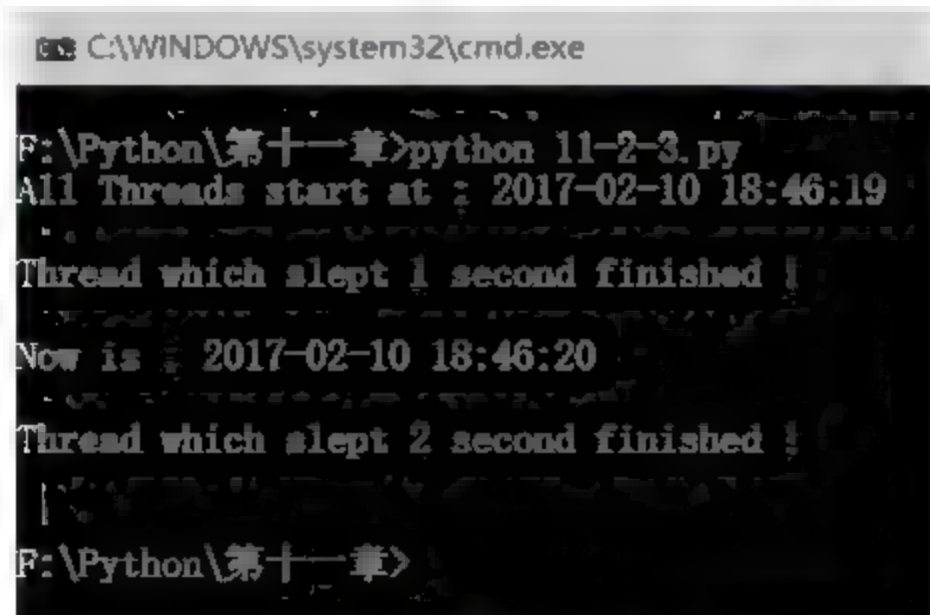 C:\WINDOWS\system32\cmd.exe
F:\Python\第十一章>python 11-2-3.py
All Threads start at : 2017-02-10 18:46:19
Thread which slept 1 second finished !
Now is : 2017-02-10 18:46:20
Thread which slept 2 second finished !
F:\Python\第十一章>